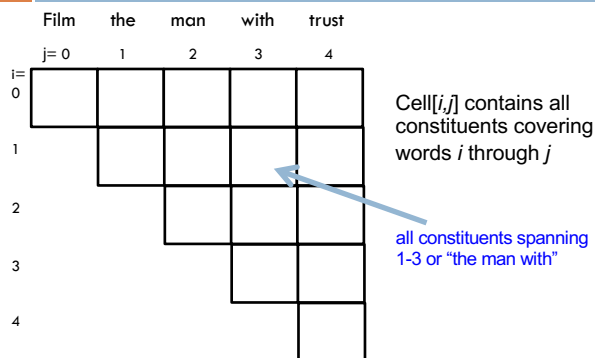 Film the man with trust
j= 0 1 2 3 4
i=
0
1
2
3
4
Cell[i,j] contains all
constituents covering
words i through j
all constituents spanning
1-3 or “the man with”